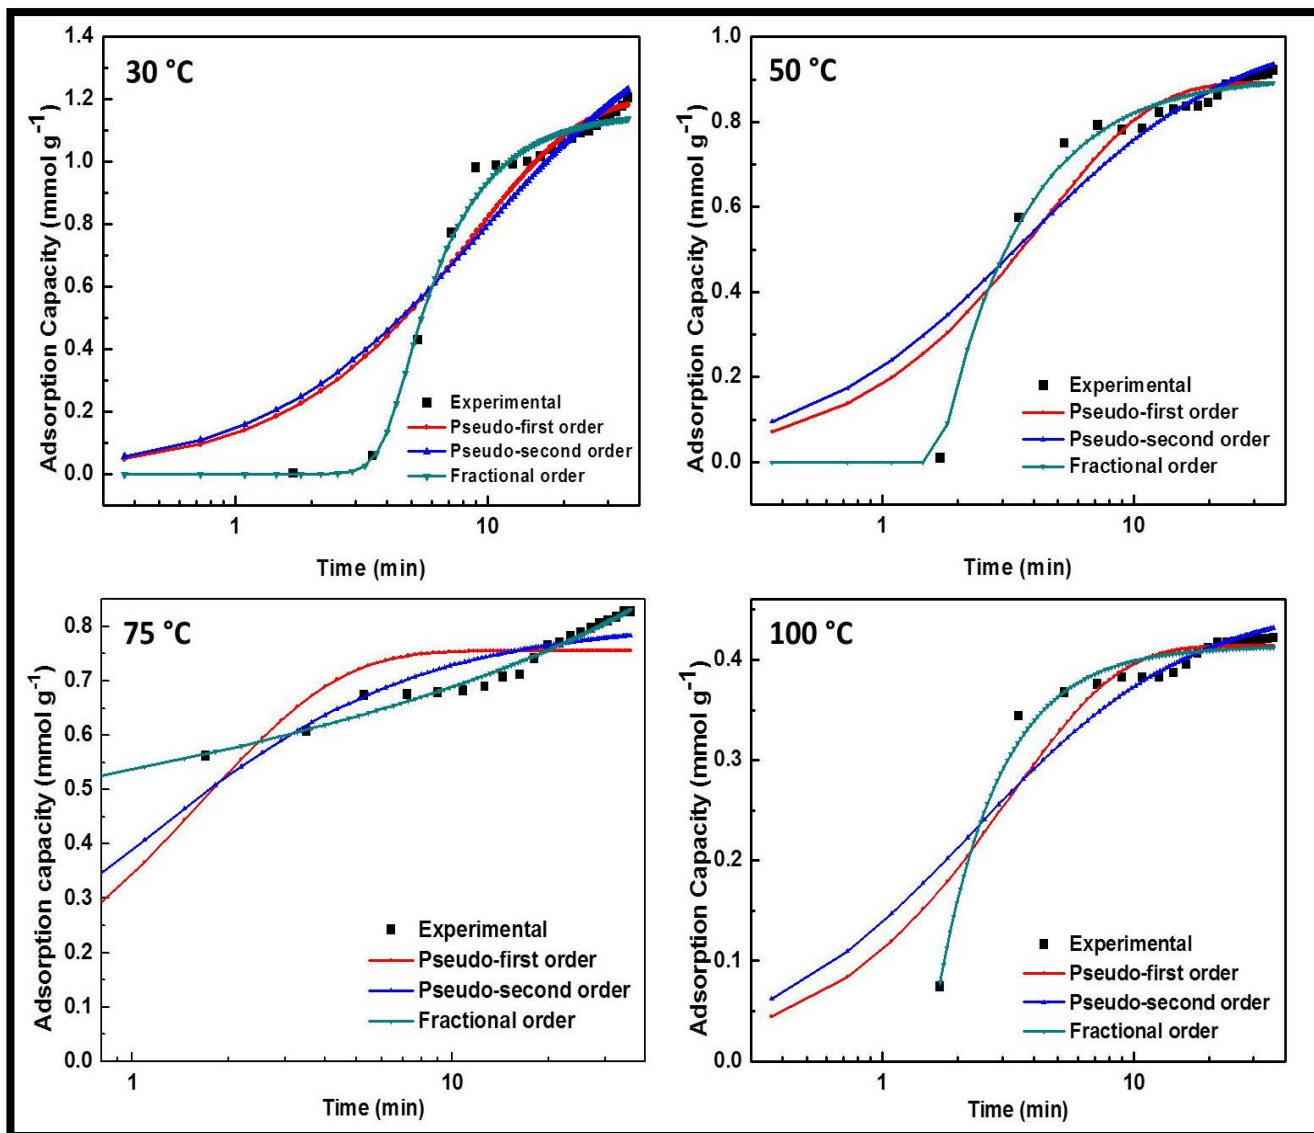 30 °C
Adsorption Capacity (mmol g⁻¹)
1.4
1.2
1.0
0.8
0.6
0.4
0.2
0.0
Experimental
Pseudo-first order
Pseudo-second order
Fractional order
1 10
Time (min)
50 °C
Adsorption Capacity (mmol g⁻¹)
1.0
0.8
0.6
0.4
0.2
0.0
Experimental
Pseudo-first order
Pseudo-second order
Fractional order
1 10
Time (min)
75 °C
Adsorption capacity (mmol g⁻¹)
0.8
0.7
0.6
0.5
0.4
0.3
0.2
0.1
0.0
Experimental
Pseudo-first order
Pseudo-second order
Fractional order
1 10
Time (min)
100 °C
Adsorption Capacity (mmol g⁻¹)
0.4
0.3
0.2
0.1
0.0
Experimental
Pseudo-first order
Pseudo-second order
Fractional order
1 10
Time (min)